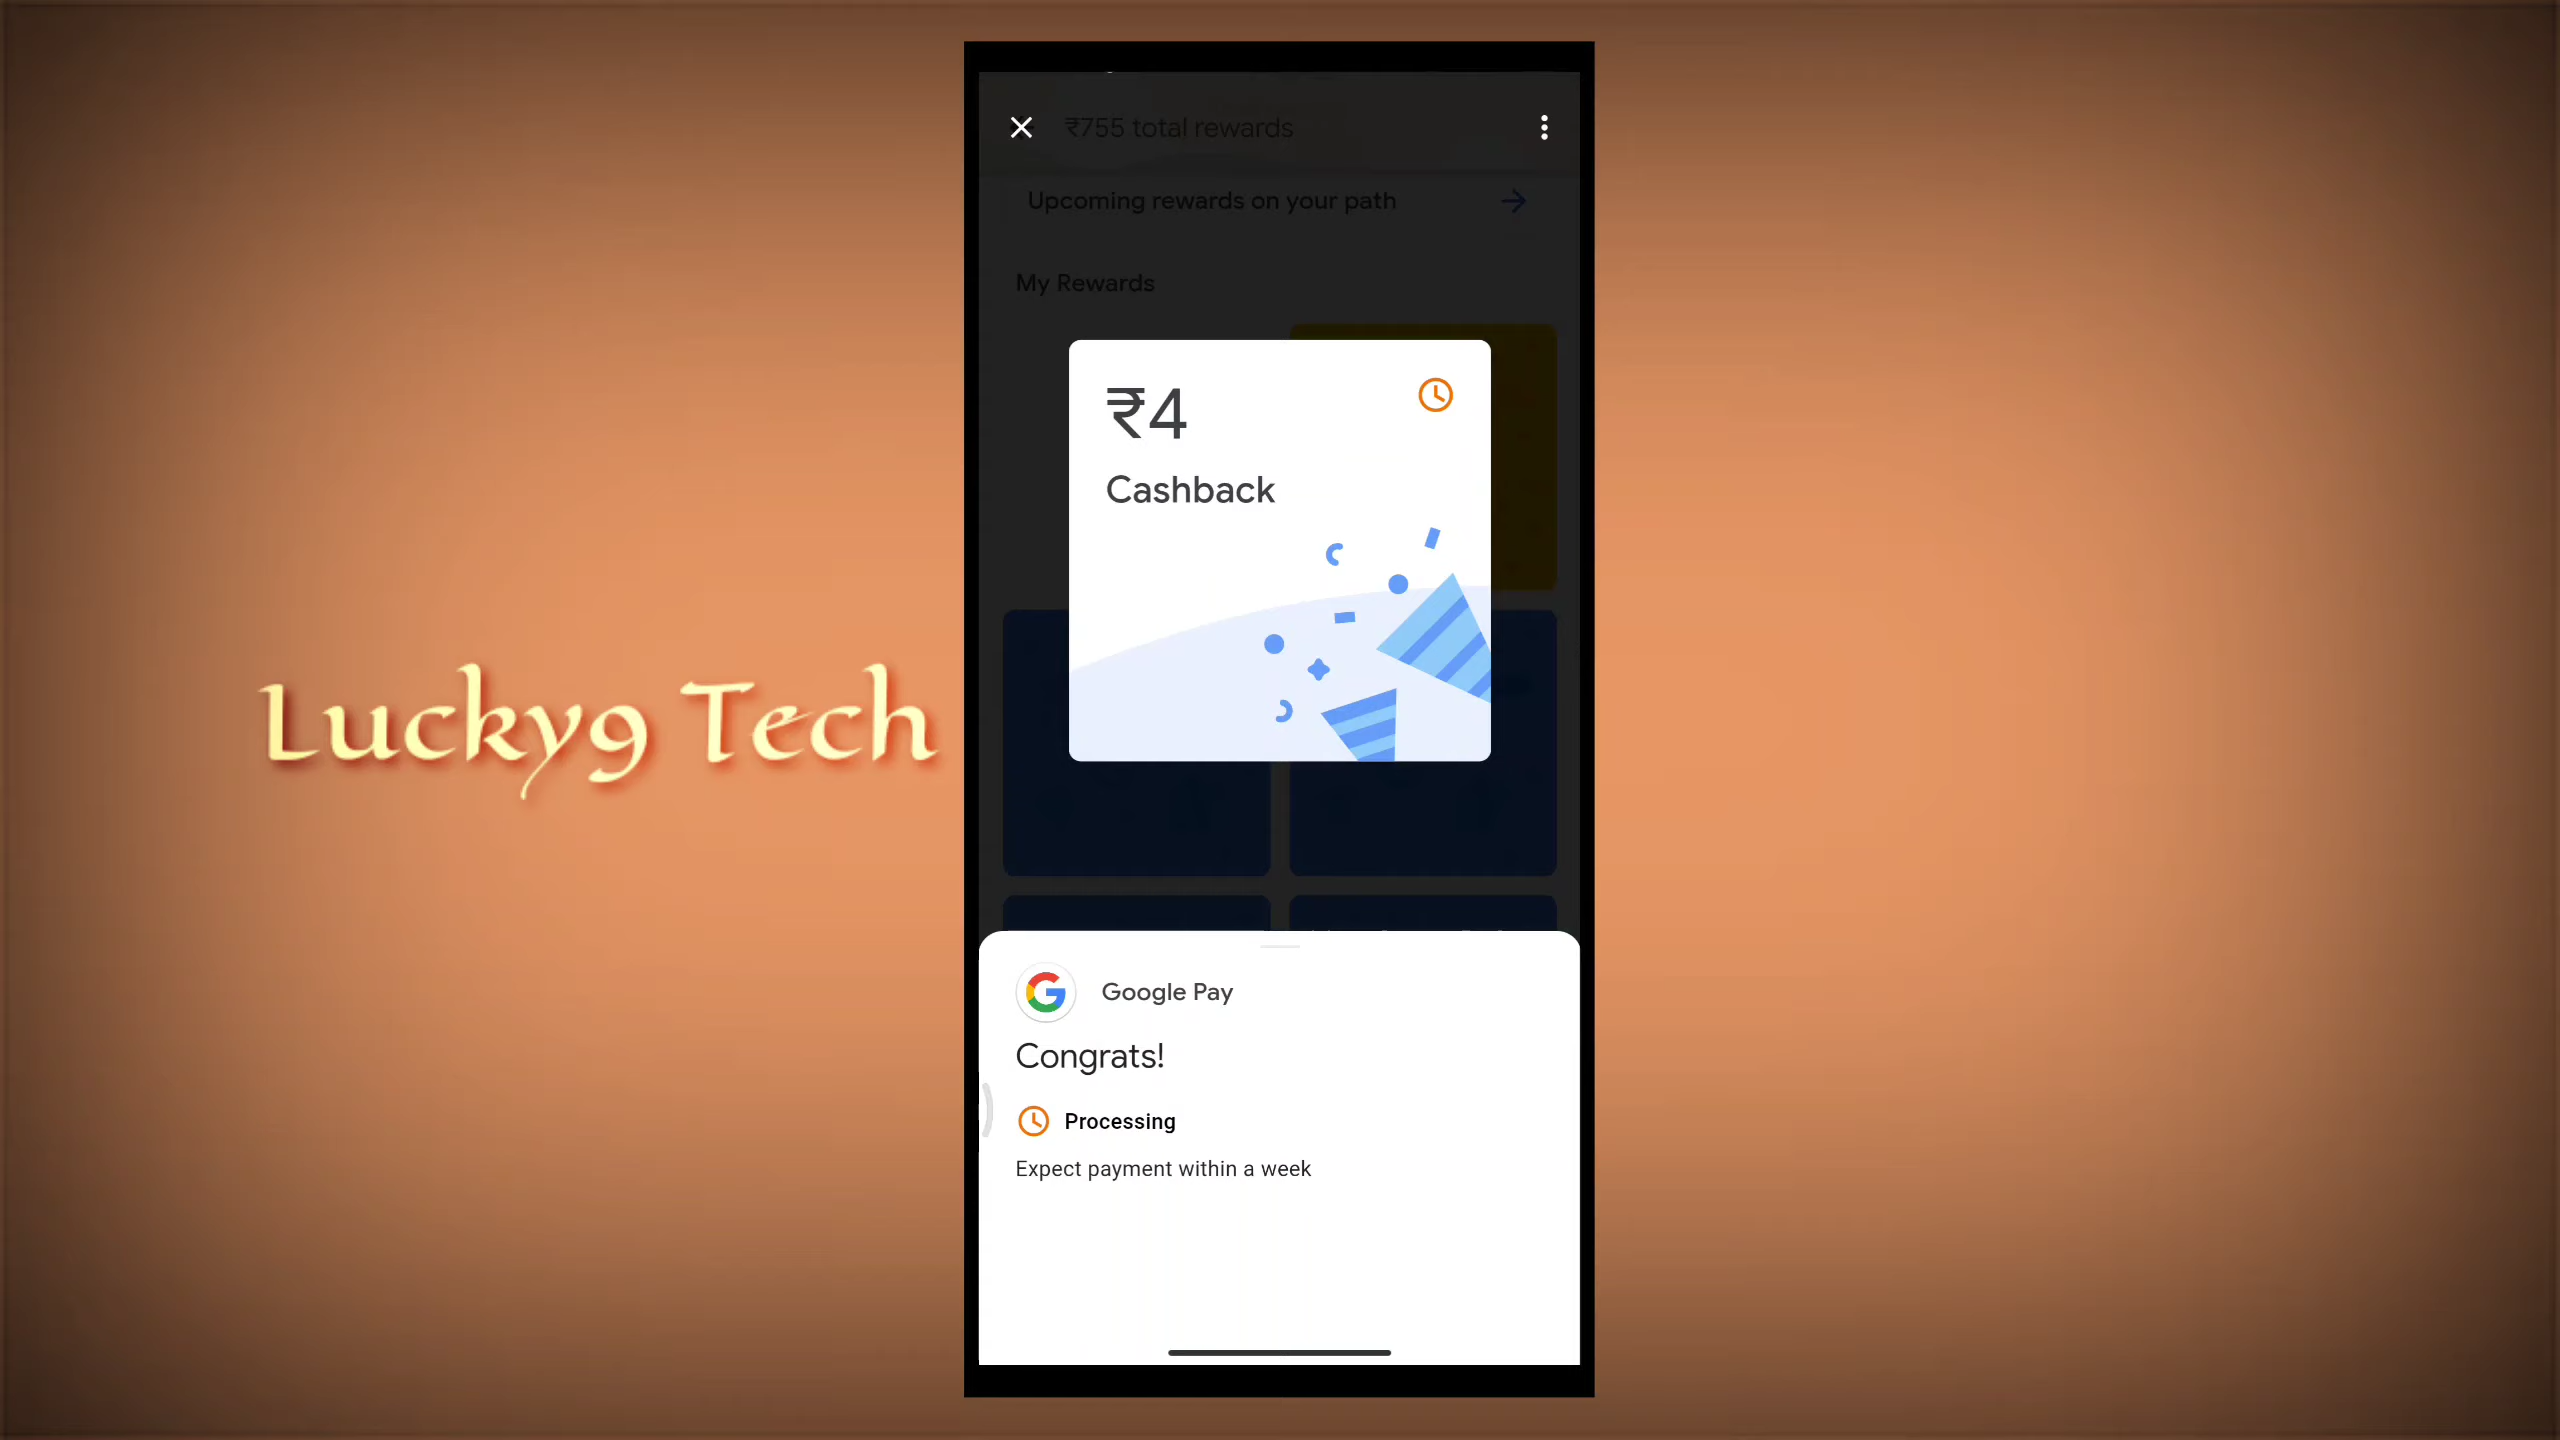 ₹755 total rewards
Upcoming rewards on your path
My Rewards
₹4
Cashback
Lucky9 Tech
Google Pay
Congrats!
Processing
Expect payment within a week